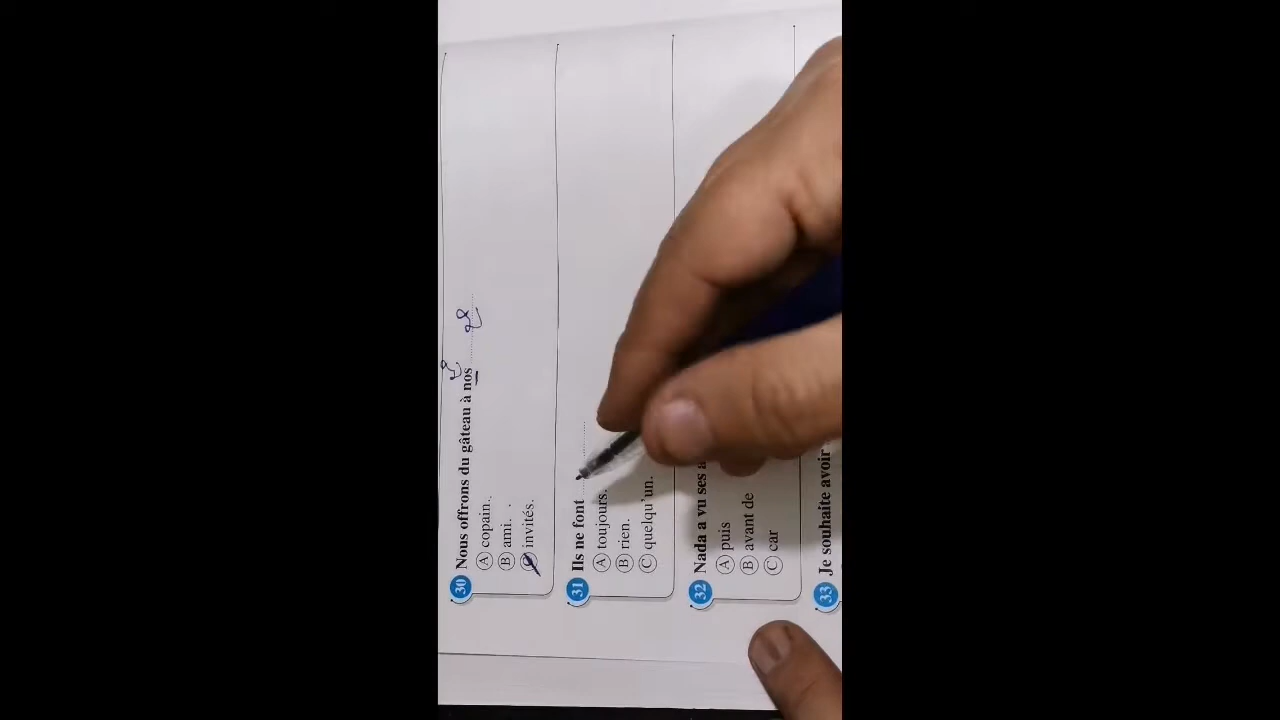 30 Nous offrons du gâteau à nos ....................
A copain.
B ami.
C invités.
31 Ils ne font ....................
A toujours.
B rien.
C quelqu'un.
32 Nada a vu ses
A puis
B avant de
C car
33 Je souhaite avoir